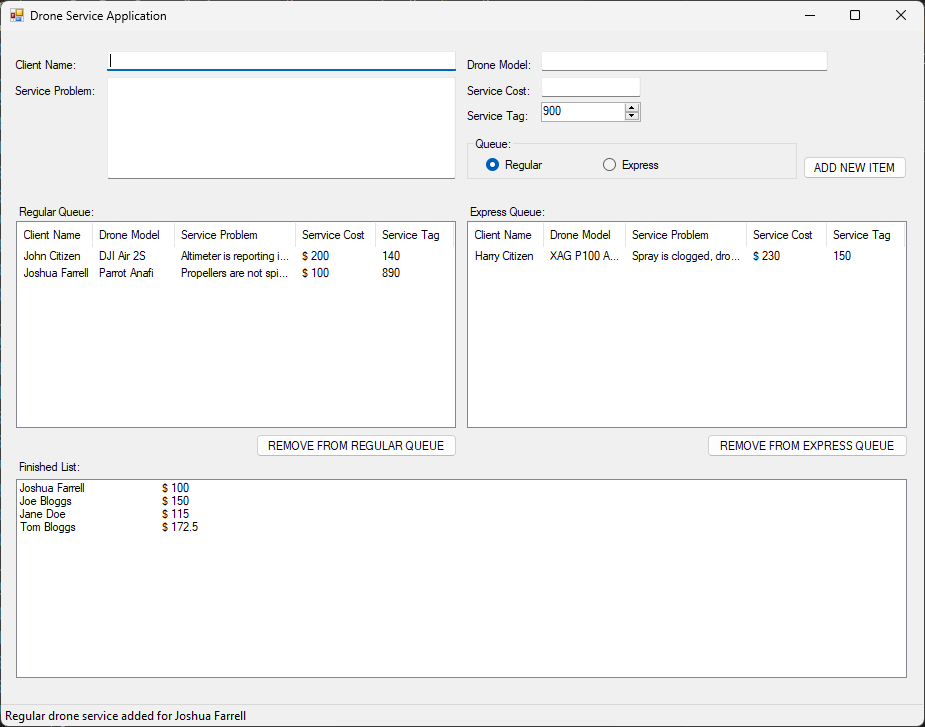 Drone Service Application
Client Name:
Drone Model:
Service Problem:
Service Cost:
Service Tag: 900
Queue:
Regular Express
ADD NEW ITEM
Regular Queue:
Client Name Drone Model Service Problem Serrvice Cost Service Tag
John Citizen DJI Air 2S Altimeter is reporting i... $ 200 140
Joshua Farrell Parrot Anafi Propellers are not spi... $ 100 890
REMOVE FROM REGULAR QUEUE
Express Queue:
Client Name Drone Model Service Problem Service Cost Service Tag
Harry Citizen XAG P100 A... Spray is clogged, dro... $ 230 150
REMOVE FROM EXPRESS QUEUE
Finished List:
Joshua Farrell $ 100
Joe Bloggs $ 150
Jane Doe $ 115
Tom Bloggs $ 172.5
Regular drone service added for Joshua Farrell